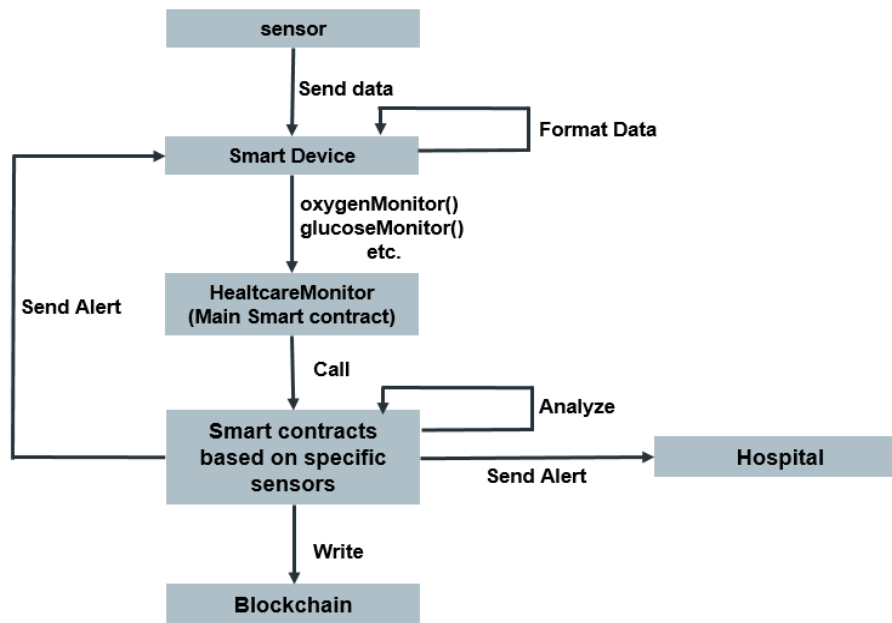 sensor
Send data
Format Data
Smart Device
oxygenMonitor()
glucoseMonitor()
etc.
HealtcareMonitor
(Main Smart contract)
Send Alert
Call
Analyze
Smart contracts
based on specific
sensors
Hospital
Send Alert
Write
Blockchain